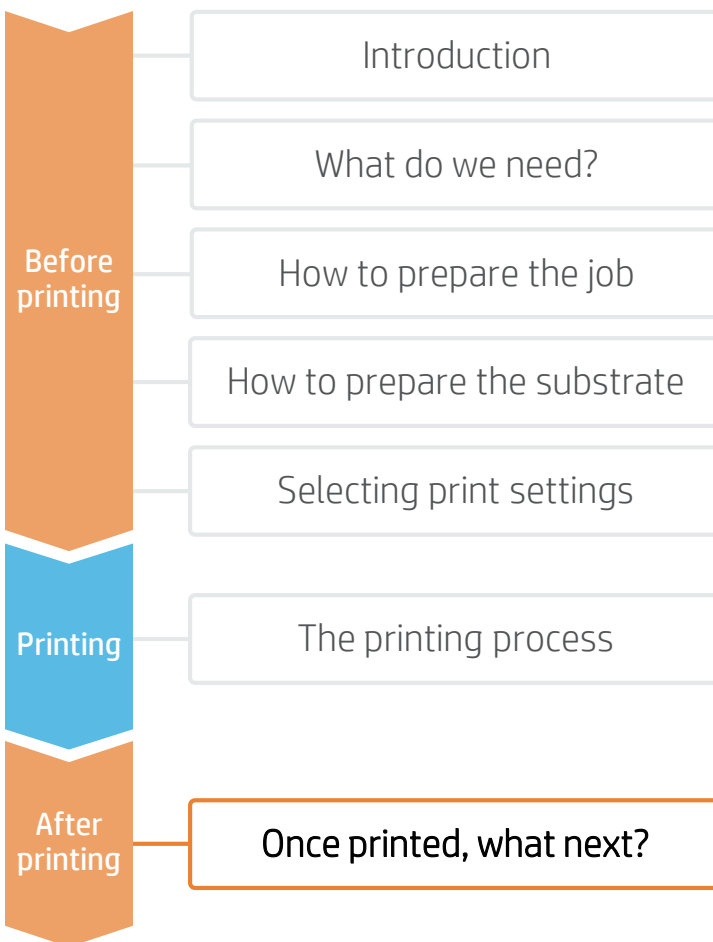 Before
printing
Introduction
What do we need?
How to prepare the job
How to prepare the substrate
Selecting print settings
Printing
The printing process
After
printing
Once printed, what next?